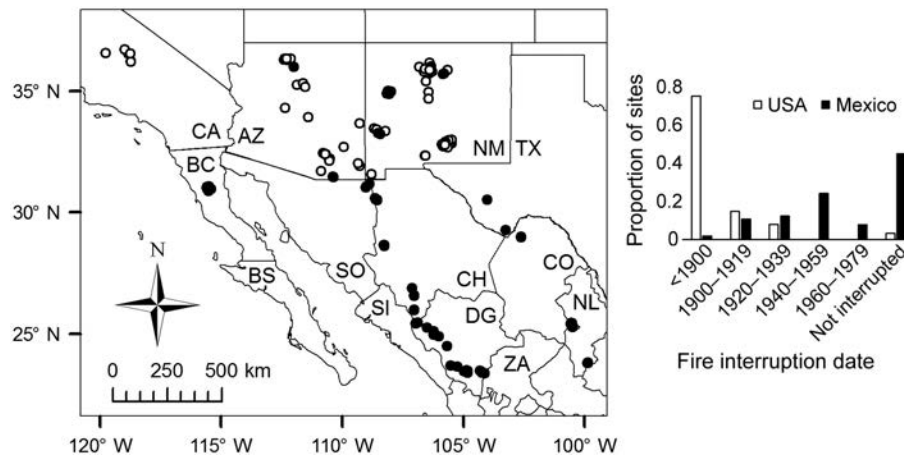 35° N
30° N
25° N
120° W
115° W
110° W
105° W
100° W
CA
AZ
NM
TX
BC
BS
SO
SI
CH
DG
CO
NL
ZA
N
0 250 500 km
Proportion of sites
0.8
0.6
0.4
0.2
0
USA
Mexico
<1900
1900–1919
1920–1939
1940–1959
1960–1979
Not interrupted
Fire interruption date